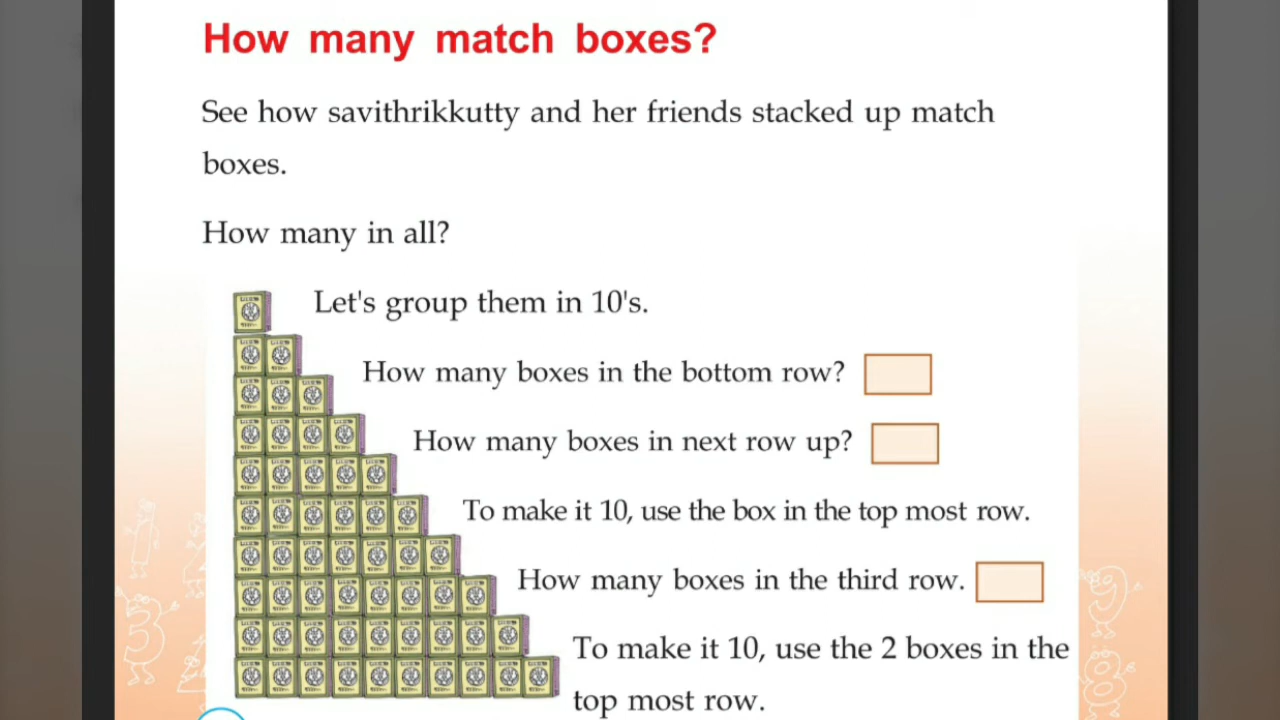 How many match boxes?
See how savithrikkutty and her friends stacked up match
boxes.
How many in all?
Let's group them in 10's.
How many boxes in the bottom row?
How many boxes in next row up?
To make it 10, use the box in the top most row.
How many boxes in the third row.
To make it 10, use the 2 boxes in the
top most row.